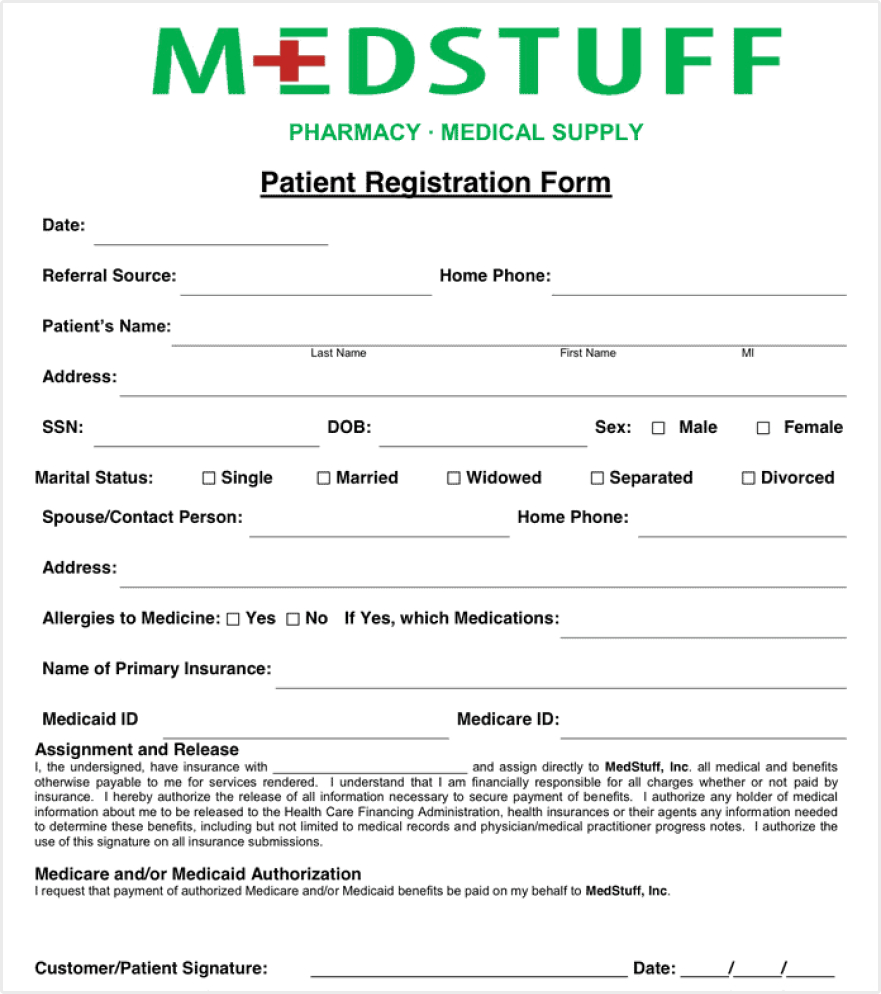 MEDSTUFF
PHARMACY · MEDICAL SUPPLY
Patient Registration Form
Date:
Referral Source: Home Phone:
Patient’s Name:
Last Name First Name MI
Address:
SSN: DOB: Sex: ☐ Male ☐ Female
Marital Status: ☐ Single ☐ Married ☐ Widowed ☐ Separated ☐ Divorced
Spouse/Contact Person: Home Phone:
Address:
Allergies to Medicine: ☐ Yes ☐ No If Yes, which Medications:
Name of Primary Insurance:
Medicaid ID Medicare ID:
Assignment and Release
I, the undersigned, have insurance with ____________________________ and assign directly to MedStuff, Inc. all medical and benefits
otherwise payable to me for services rendered. I understand that I am financially responsible for all charges whether or not paid by
insurance. I hereby authorize the release of all information necessary to secure payment of benefits. I authorize any holder of medical
information about me to be released to the Health Care Financing Administration, health insurances or their agents any information needed
to determine these benefits, including but not limited to medical records and physician/medical practitioner progress notes. I authorize the
use of this signature on all insurance submissions.
Medicare and/or Medicaid Authorization
I request that payment of authorized Medicare and/or Medicaid benefits be paid on my behalf to MedStuff, Inc.
Customer/Patient Signature: __________________________________ Date: _____/_____/_____